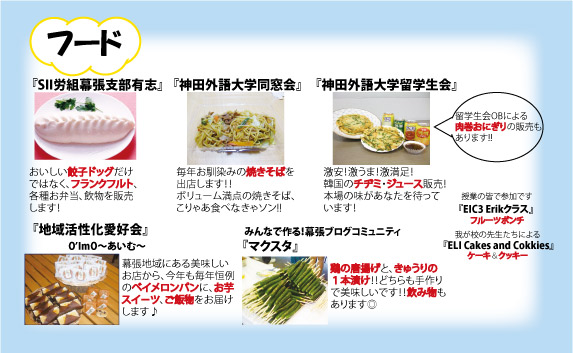 フード
『SII労組幕張支部有志』
おいしい餃子ドッグだけ
ではなく、フランクフルト、
各種お弁当、飲物を販売
します!
『神田外語大学同窓会』
毎年お馴染みの焼きそばを
出店します!!
ボリューム満点の焼きそば、
こりゃあ食べなきゃソン!!
『神田外語大学留学生会』
激安!激うま!激満足!
韓国のチヂミ・ジュース販売!
本場の味があなたを待って
います!
留学生会OBによる
肉巻おにぎりの販売も
あります!!
授業の皆で参加です
『EIC3 Erikクラス』
フルーツポンチ
我が校の先生たちによる
『ELI Cakes and Cokkies』
ケーキ&クッキー
『地域活性化愛好会』
O'ImO～あいむ～
幕張地域にある美味しい
お店から、今年も毎年恒例
のベイメロンパンに、お芋
スイーツ、ご飯物をお届け
します♪
みんなで作る!幕張ブログコミュニティ
『マクスタ』
鶏の唐揚げと、きゅうりの
1本漬け!!どちらも手作り
で美味しいです!!飲み物も
あります◎